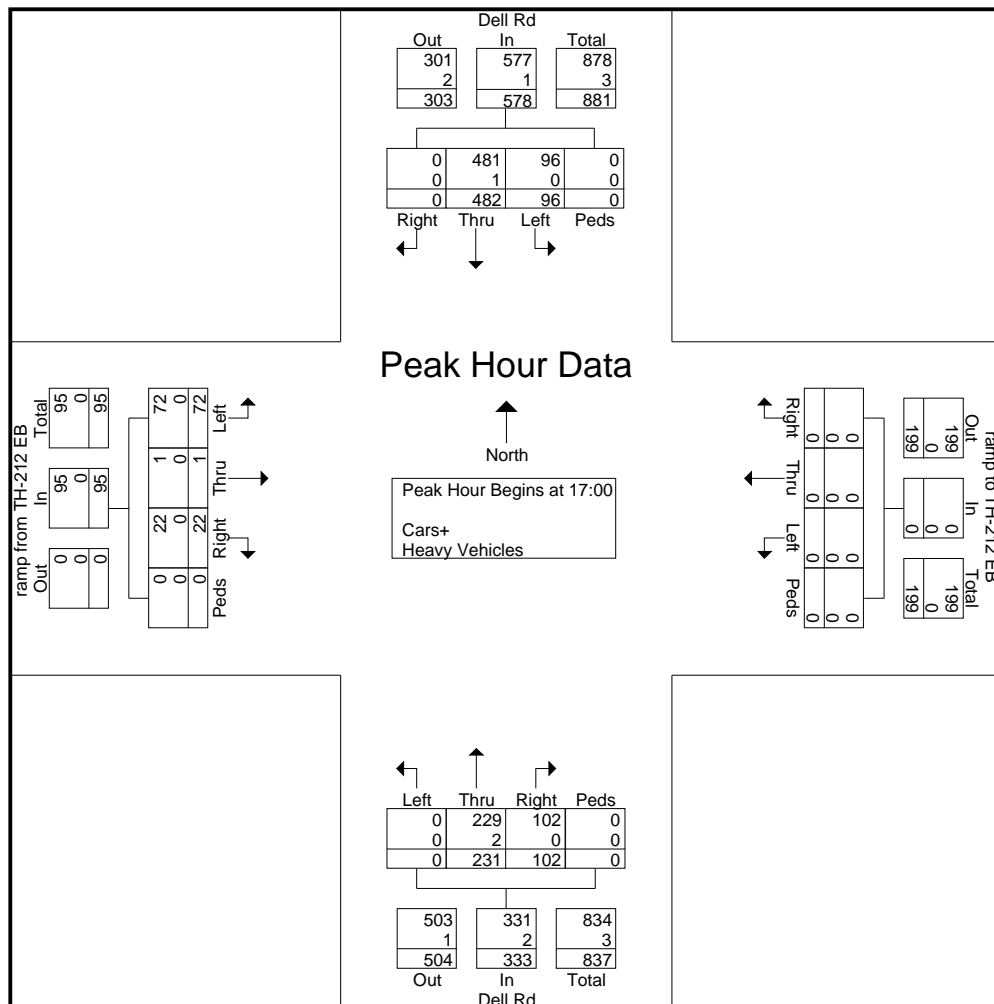 Dell Rd
Out In Total
301 577 878
2 1 3
303 578 881
0 481 96 0
0 1 0 0
0 482 96 0
Right Thru Left Peds
Peak Hour Data
North
Peak Hour Begins at 17:00
Cars+
Heavy Vehicles
ramp from TH-212 EB
Total In Out
95 95 0
0 0 0
95 95 0
72 1 22 0
0 0 0 0
72 1 22 0
Left Thru Right Peds
Right Thru Left Peds
0 0 0 0
0 0 0 0
0 0 0 0
199 0 199
0 0 0
199 0 199
Out In Total
ramp to TH-212 EB
Left Thru Right Peds
0 229 102 0
0 2 0 0
0 231 102 0
503 331 834
1 2 3
504 333 837
Out In Total
Dell Rd